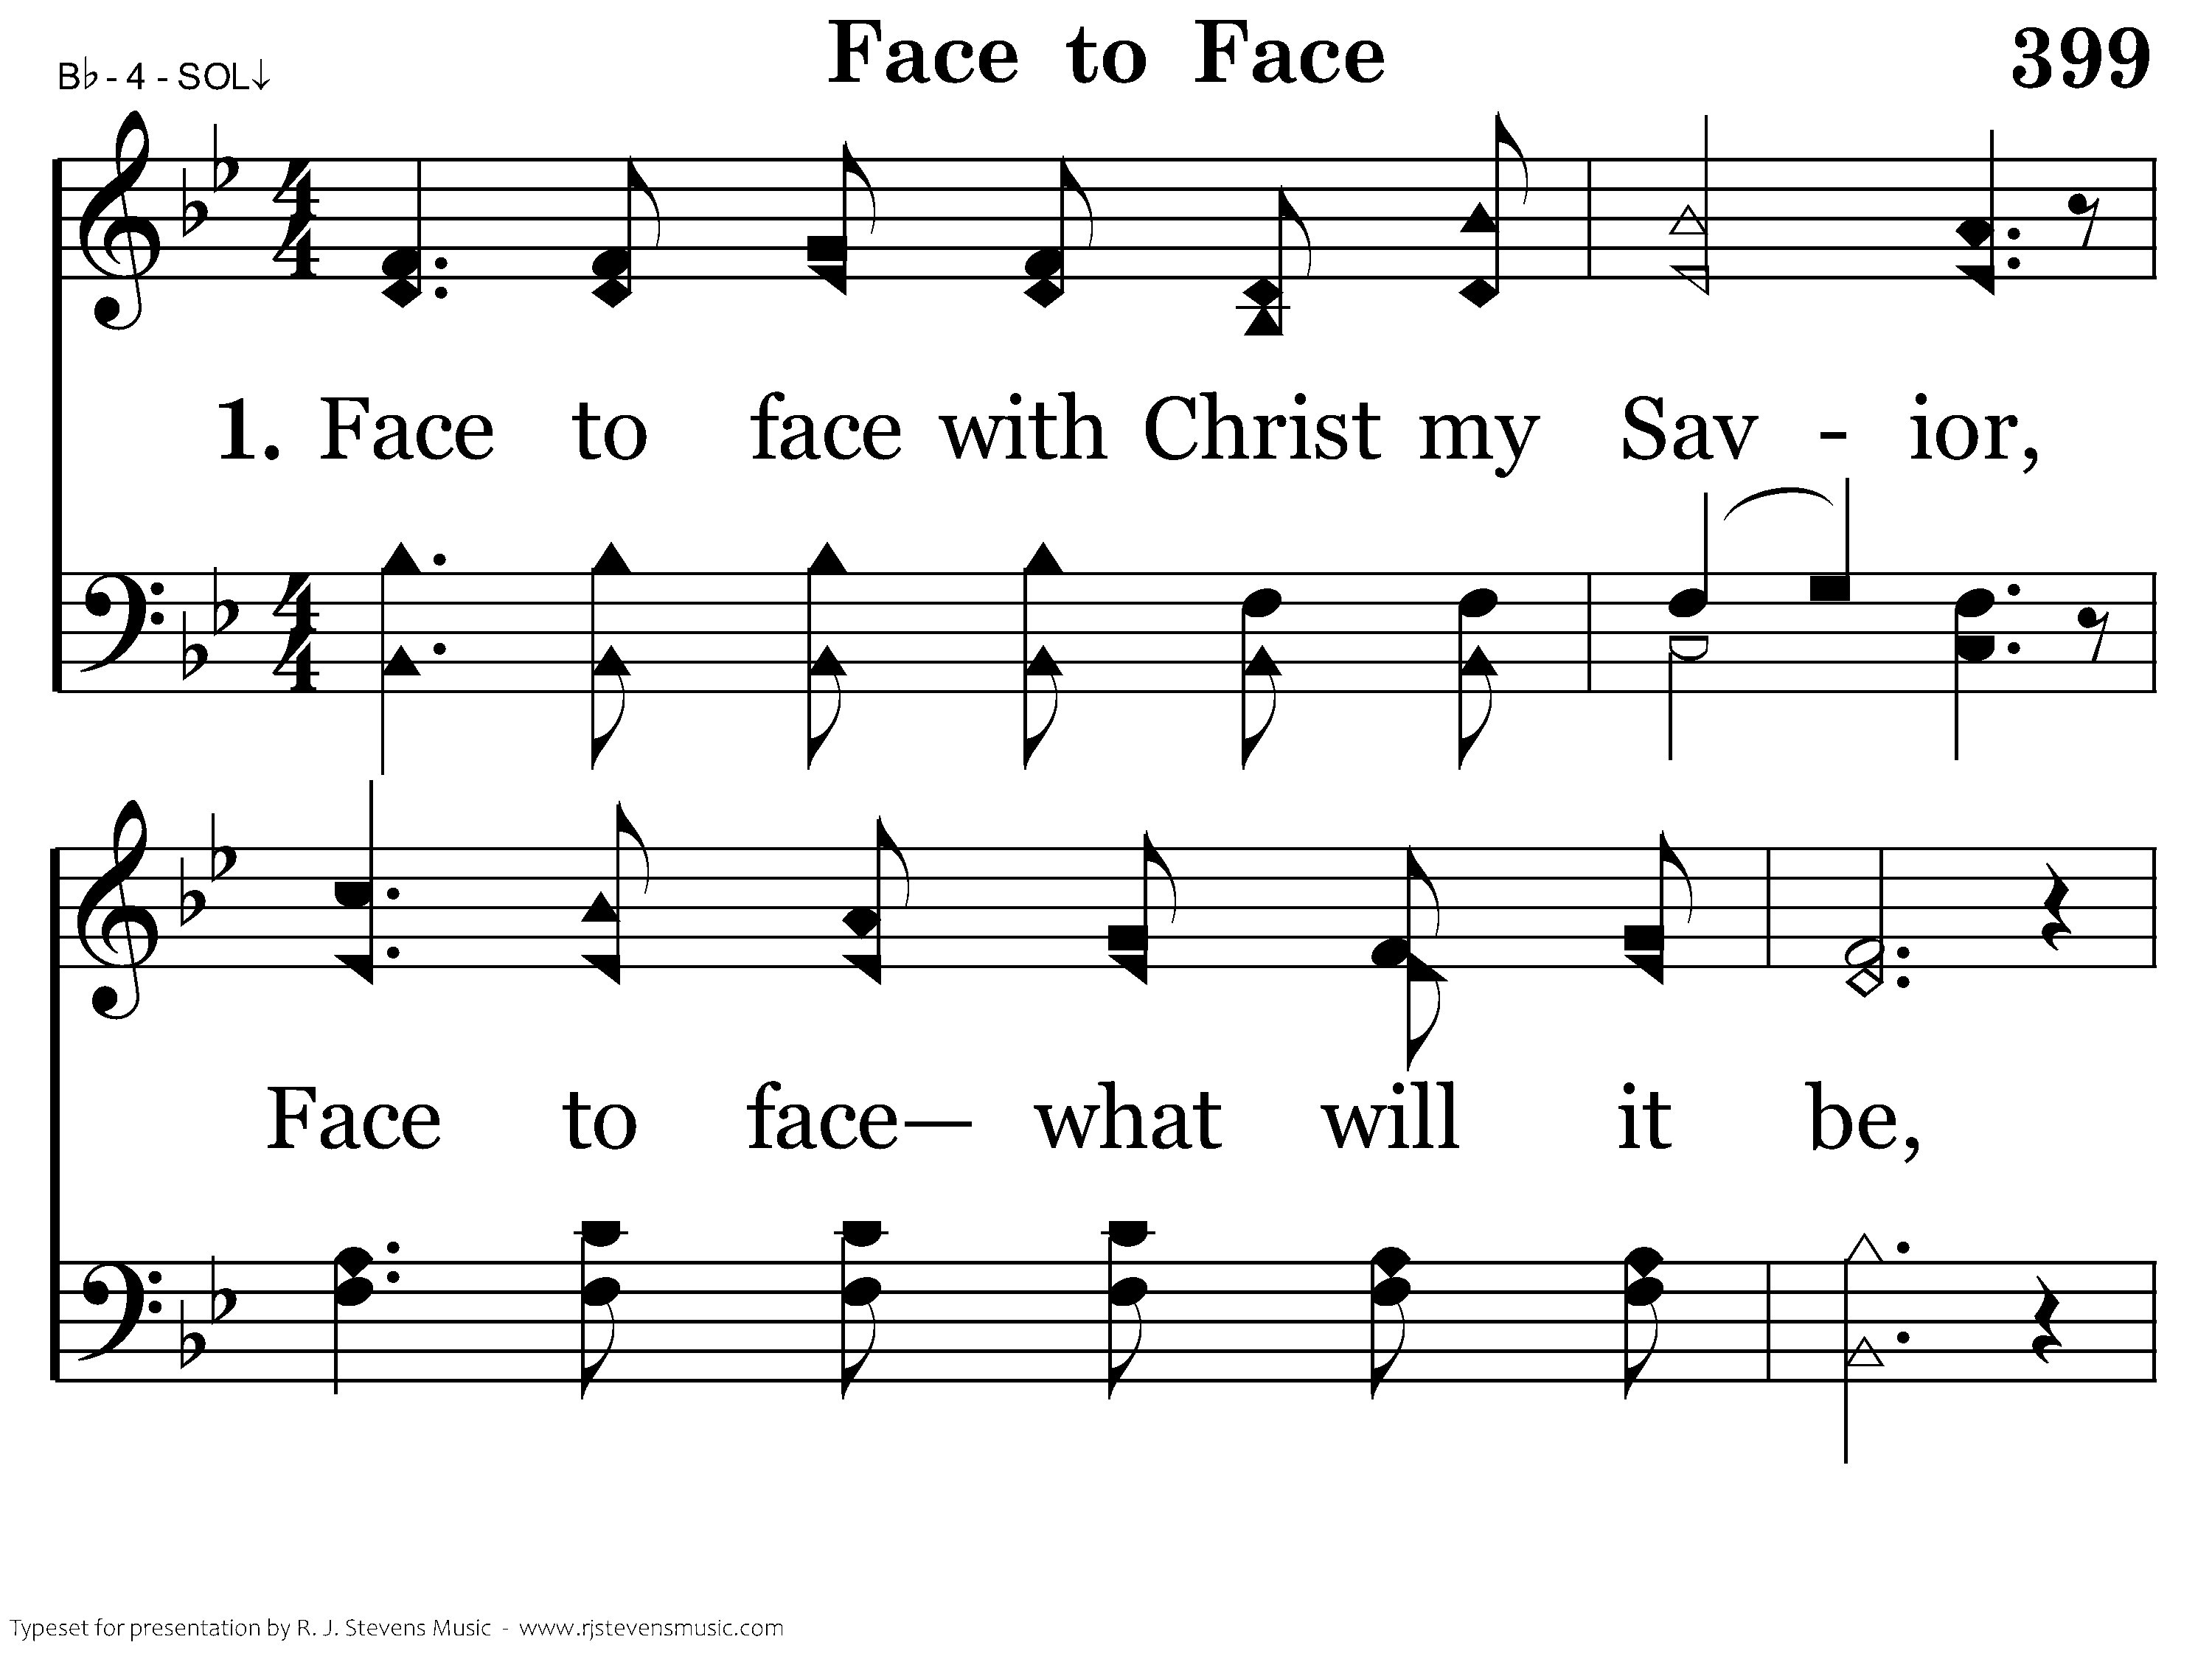 Face to Face
399
B♭ - 4 - SOL↓
1. Face to face with Christ my Sav - ior,
Face to face— what will it be,
Typeset for presentation by R. J. Stevens Music - www.rjstevensmusic.com